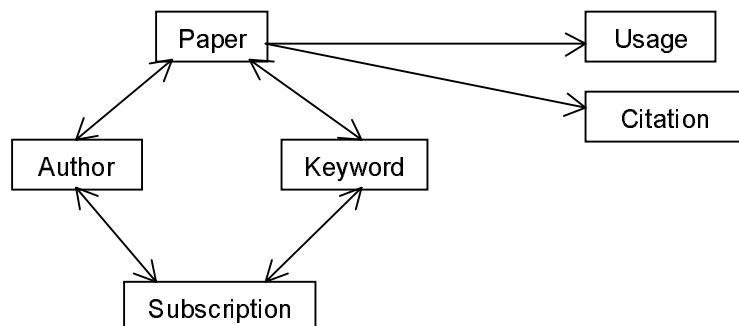 Paper
Usage
Citation
Author
Keyword
Subscription